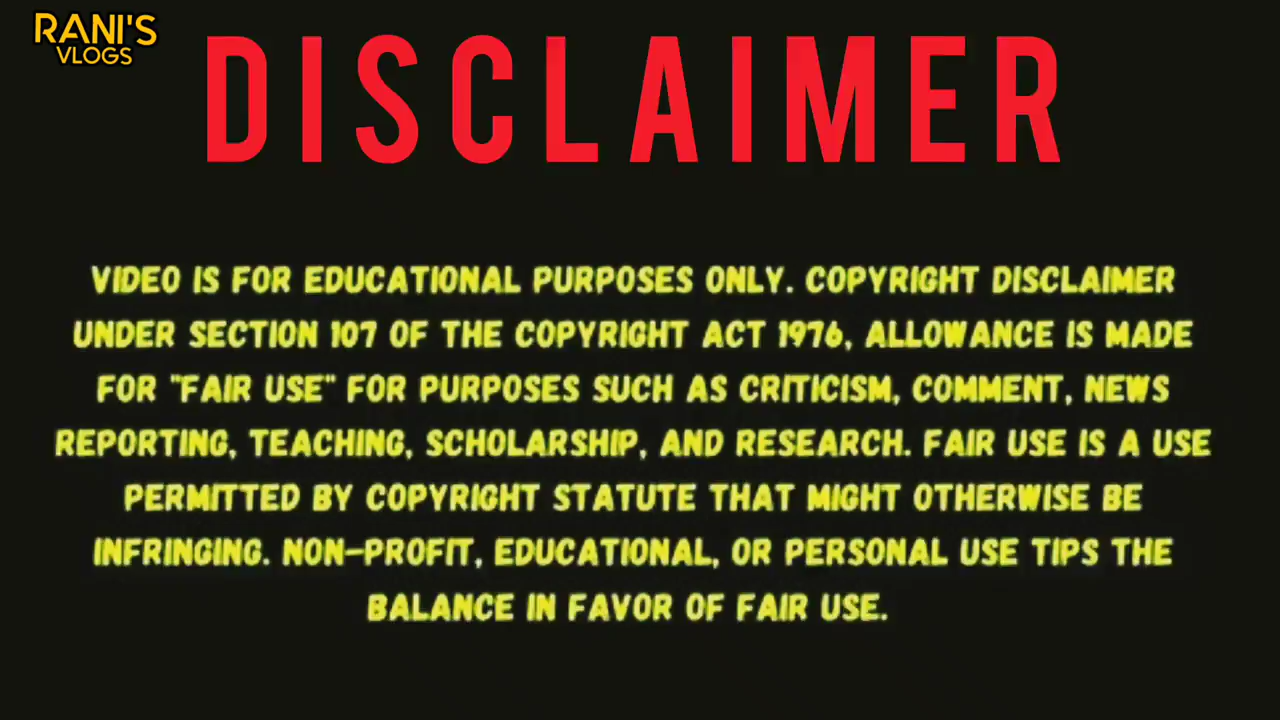 RANI'S
VLOGS
DISCLAIMER
VIDEO IS FOR EDUCATIONAL PURPOSES ONLY. COPYRIGHT DISCLAIMER
UNDER SECTION 107 OF THE COPYRIGHT ACT 1976, ALLOWANCE IS MADE
FOR "FAIR USE" FOR PURPOSES SUCH AS CRITICISM, COMMENT, NEWS
REPORTING, TEACHING, SCHOLARSHIP, AND RESEARCH. FAIR USE IS A USE
PERMITTED BY COPYRIGHT STATUTE THAT MIGHT OTHERWISE BE
INFRINGING. NON-PROFIT, EDUCATIONAL, OR PERSONAL USE TIPS THE
BALANCE IN FAVOR OF FAIR USE.